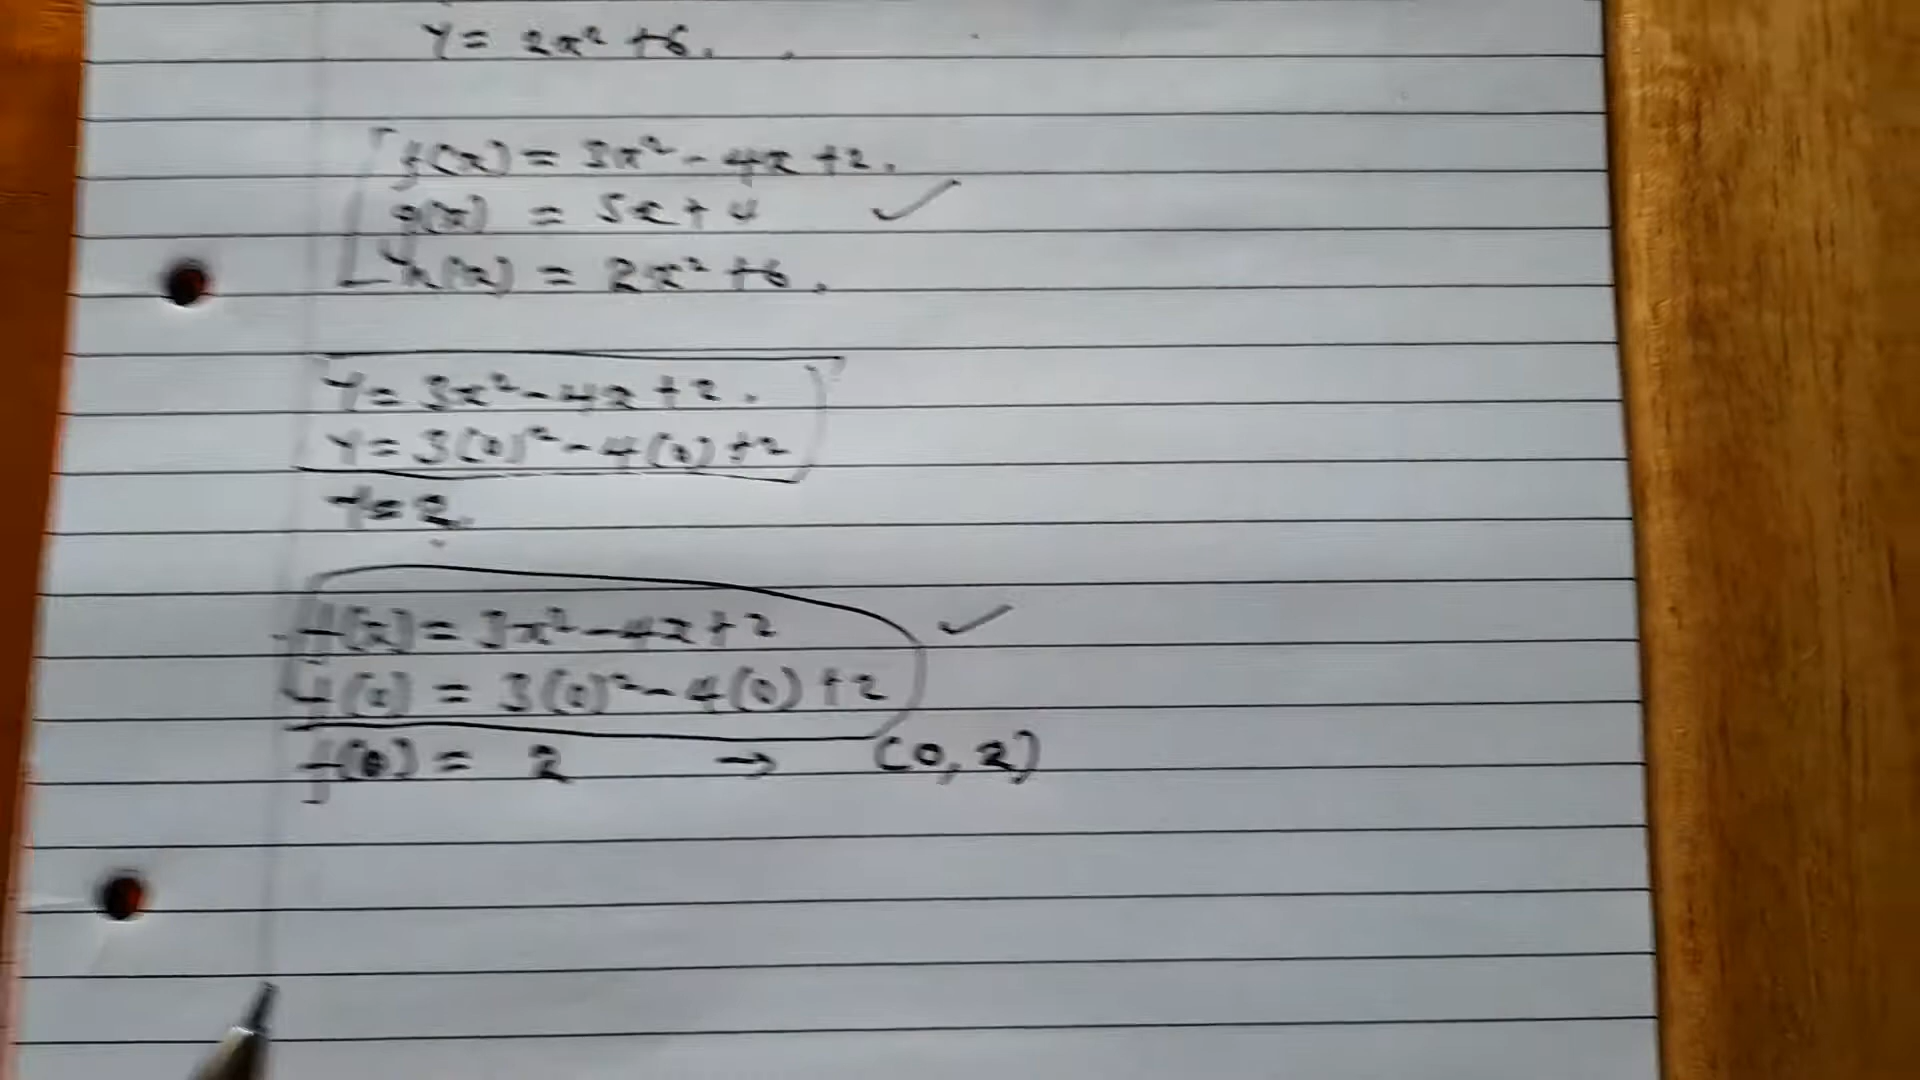 Y = 2x² + 6.
f(x) = 3x² - 4x + 2.
g(x) = 5x + 4
h(x) = 2x² + 6.
Y = 3x² - 4x + 2.
Y = 3(0)² - 4(0) + 2
Y = 2.
f(x) = 3x² - 4x + 2
f(0) = 3(0)² - 4(0) + 2
f(0) = 2 → (0, 2)